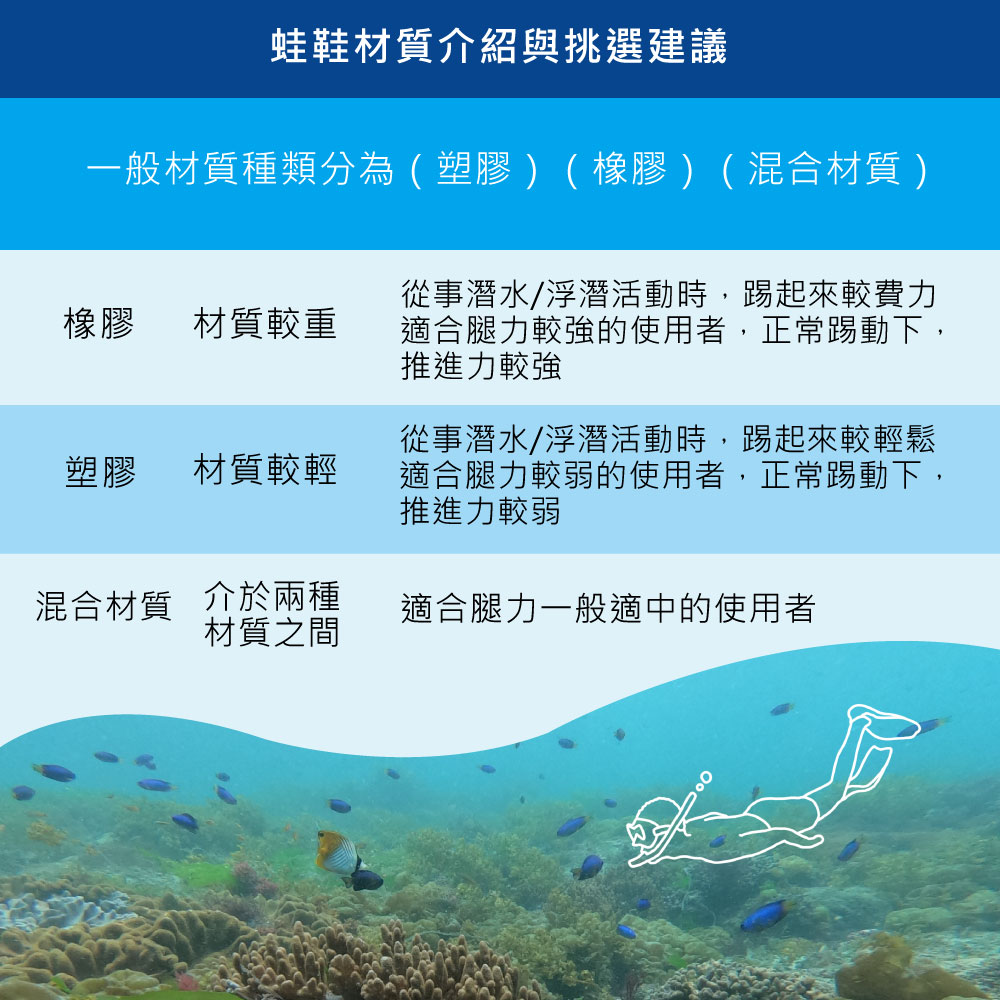 蛙鞋材質介紹與挑選建議
一般材質種類分為（塑膠）（橡膠）（混合材質）
橡膠
材質較重
從事潛水/浮潛活動時，踢起來較費力
適合腿力較強的使用者，正常踢動下，
推進力較強
塑膠
材質較輕
從事潛水/浮潛活動時，踢起來較輕鬆
適合腿力較弱的使用者，正常踢動下，
推進力較弱
混合材質
介於兩種
材質之間
適合腿力一般適中的使用者